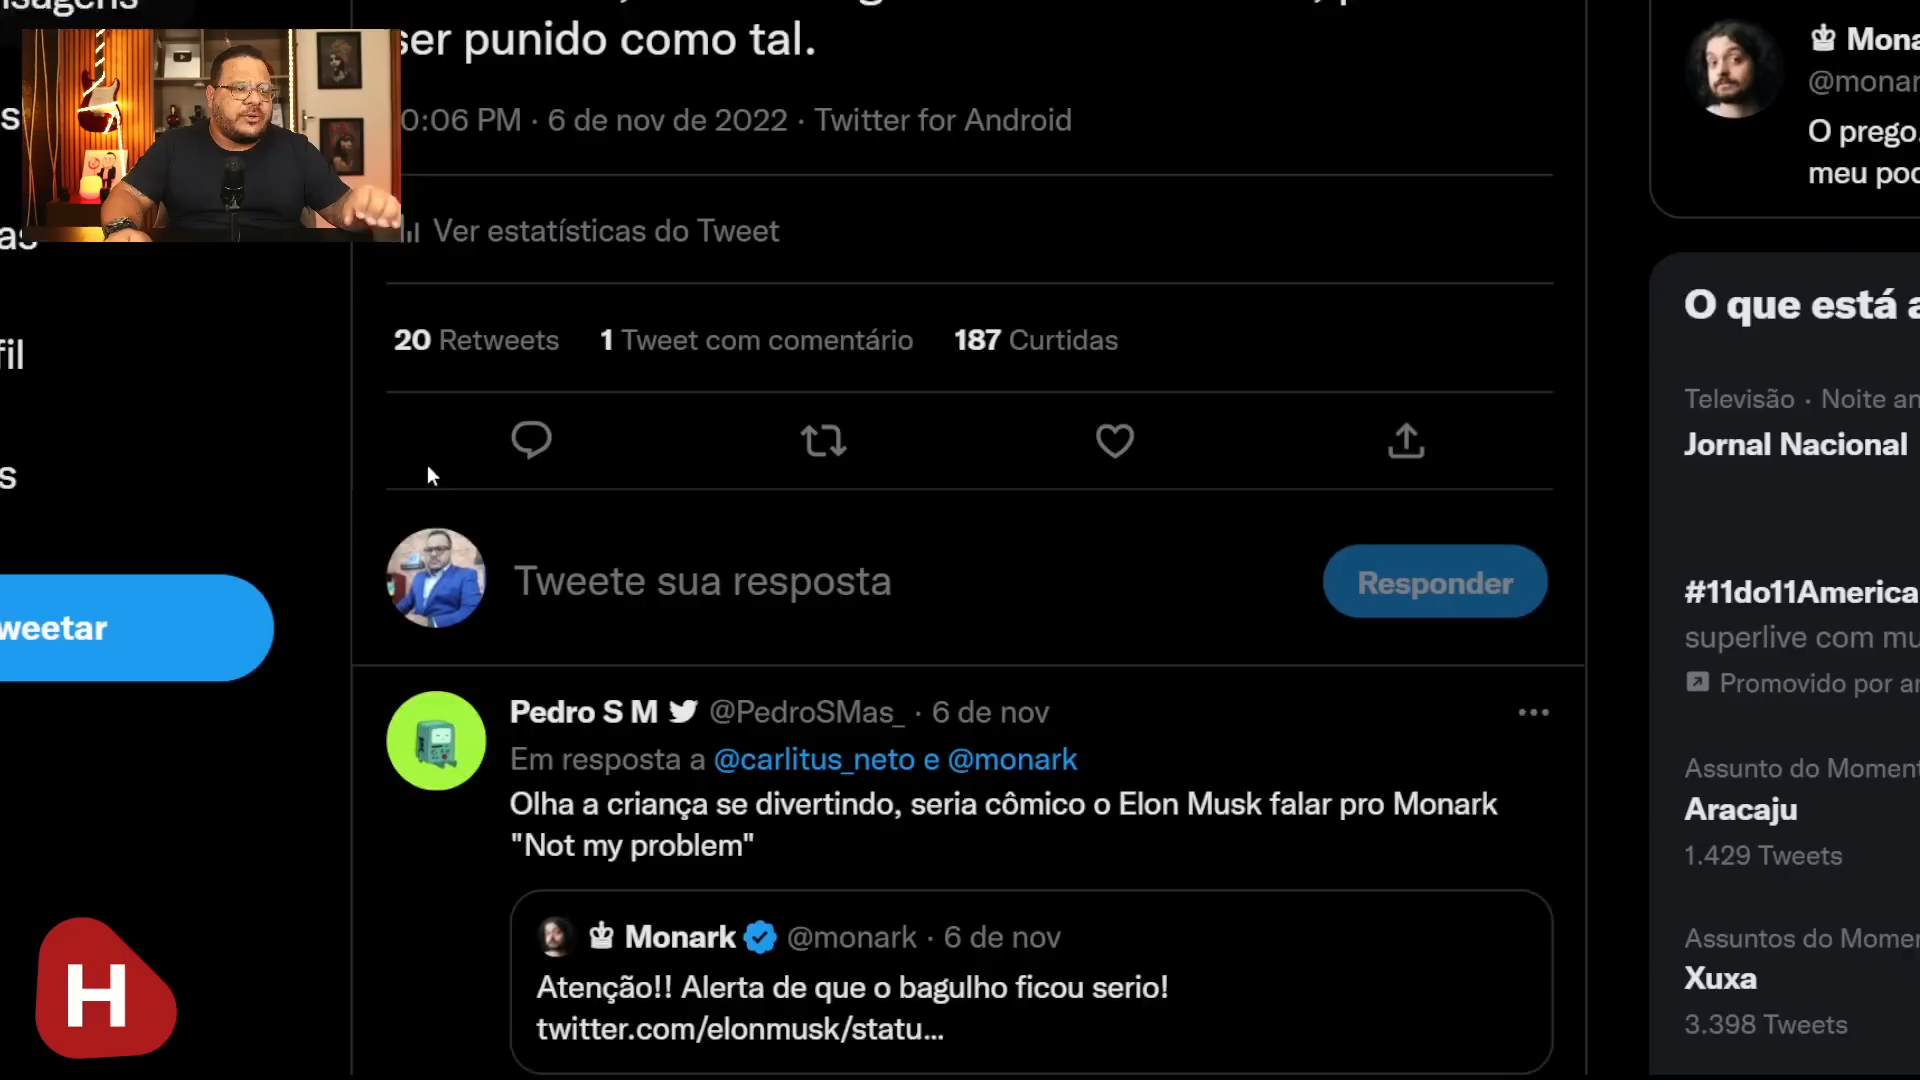 ser punido como tal.
0:06 PM · 6 de nov de 2022 · Twitter for Android
Ver estatísticas do Tweet
20 Retweets 1 Tweet com comentário 187 Curtidas
Tweete sua resposta
Responder
Pedro S M @PedroSMas_ · 6 de nov
Em resposta a @carlitus_neto e @monark
Olha a criança se divertindo, seria cômico o Elon Musk falar pro Monark
"Not my problem"
Monark @monark · 6 de nov
Atenção!! Alerta de que o bagulho ficou serio!
twitter.com/elonmusk/statu...
weetar
fil
s
as
s
H
Mona
@monar
O prego.
meu pod
O que está a
Televisão · Noite an
Jornal Nacional
#11do11America
superlive com mu
Promovido por ar
Assunto do Moment
Aracaju
1.429 Tweets
Assuntos do Momen
Xuxa
3.398 Tweets